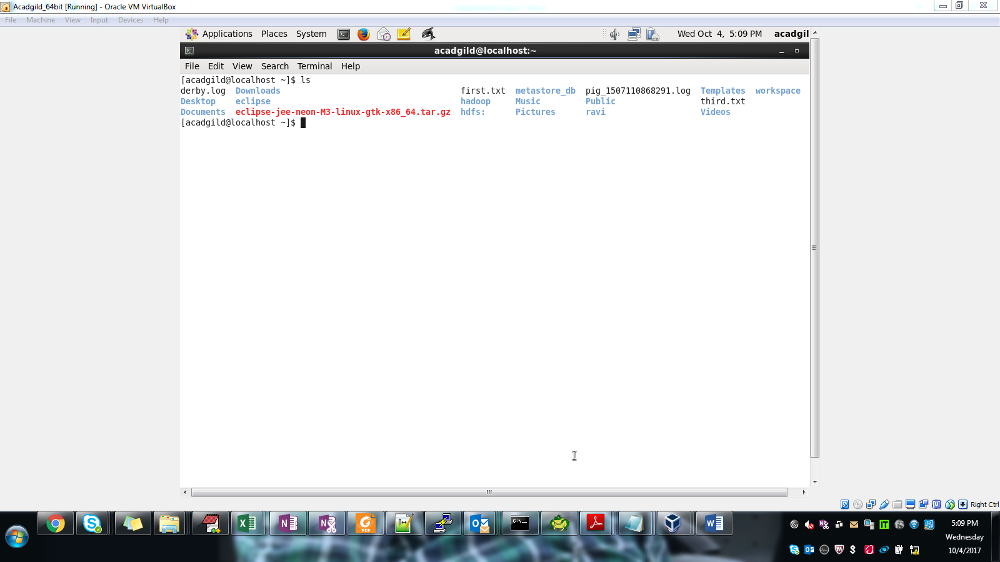 Acadgild_64bit [Running] - Oracle VM VirtualBox
File Machine View Input Devices Help
Applications Places System Wed Oct 4, 5:09 PM acadgil
acadgild@localhost:~
File Edit View Search Terminal Help
[acadgild@localhost ~]$ ls
derby.log Downloads first.txt metastore_db pig_1507110868291.log Templates workspace
Desktop eclipse hadoop Music Public third.txt
Documents eclipse-jee-neon-M3-linux-gtk-x86_64.tar.gz hdfs: Pictures ravi Videos
[acadgild@localhost ~]$
Right Ctrl
5:09 PM
Wednesday
10/4/2017